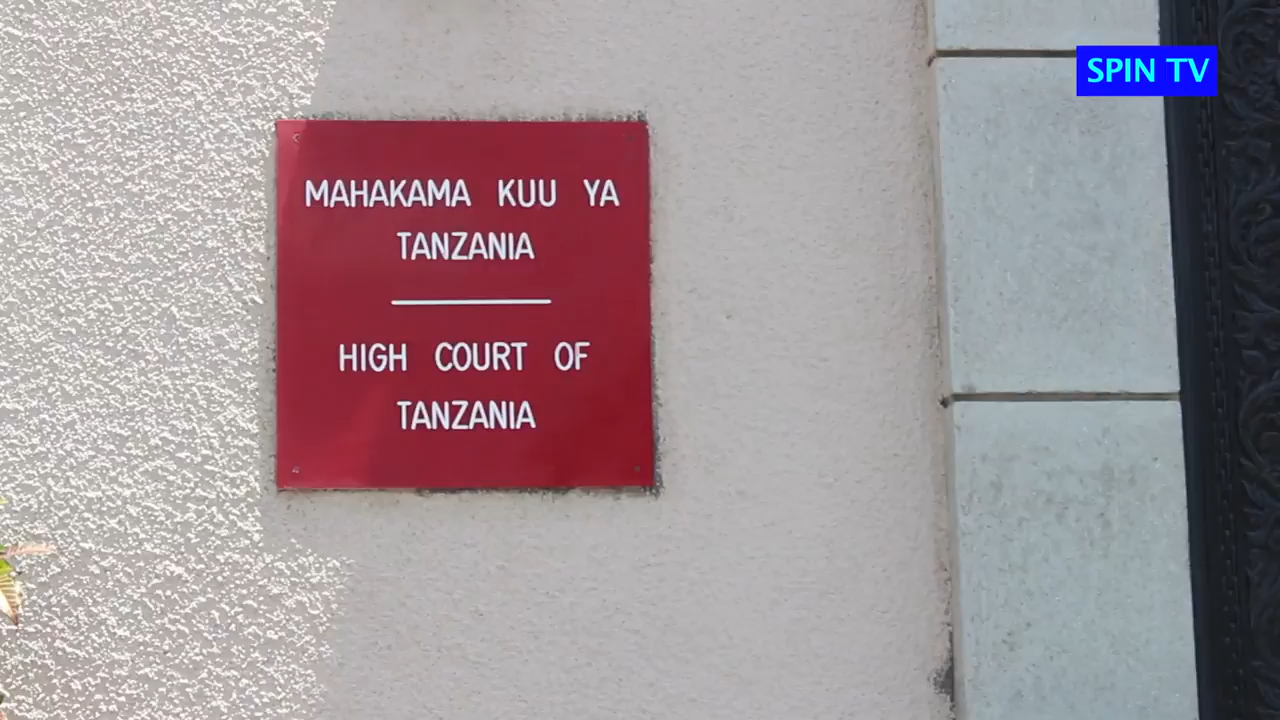 SPIN TV
MAHAKAMA KUU YA
TANZANIA
HIGH COURT OF
TANZANIA